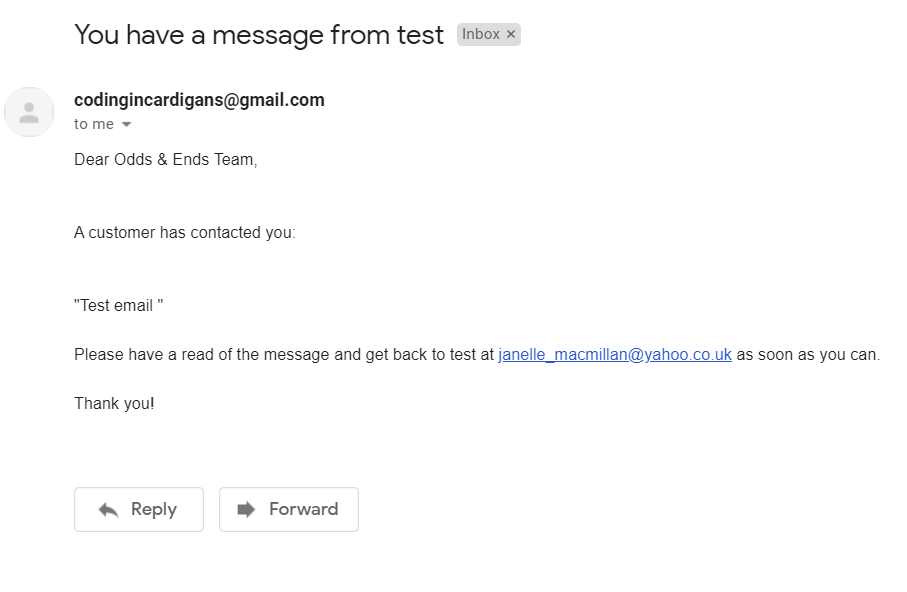 You have a message from test Inbox ×
codingincardigans@gmail.com
to me
Dear Odds & Ends Team,
A customer has contacted you:
"Test email "
Please have a read of the message and get back to test at janelle_macmillan@yahoo.co.uk as soon as you can.
Thank you!
Reply Forward